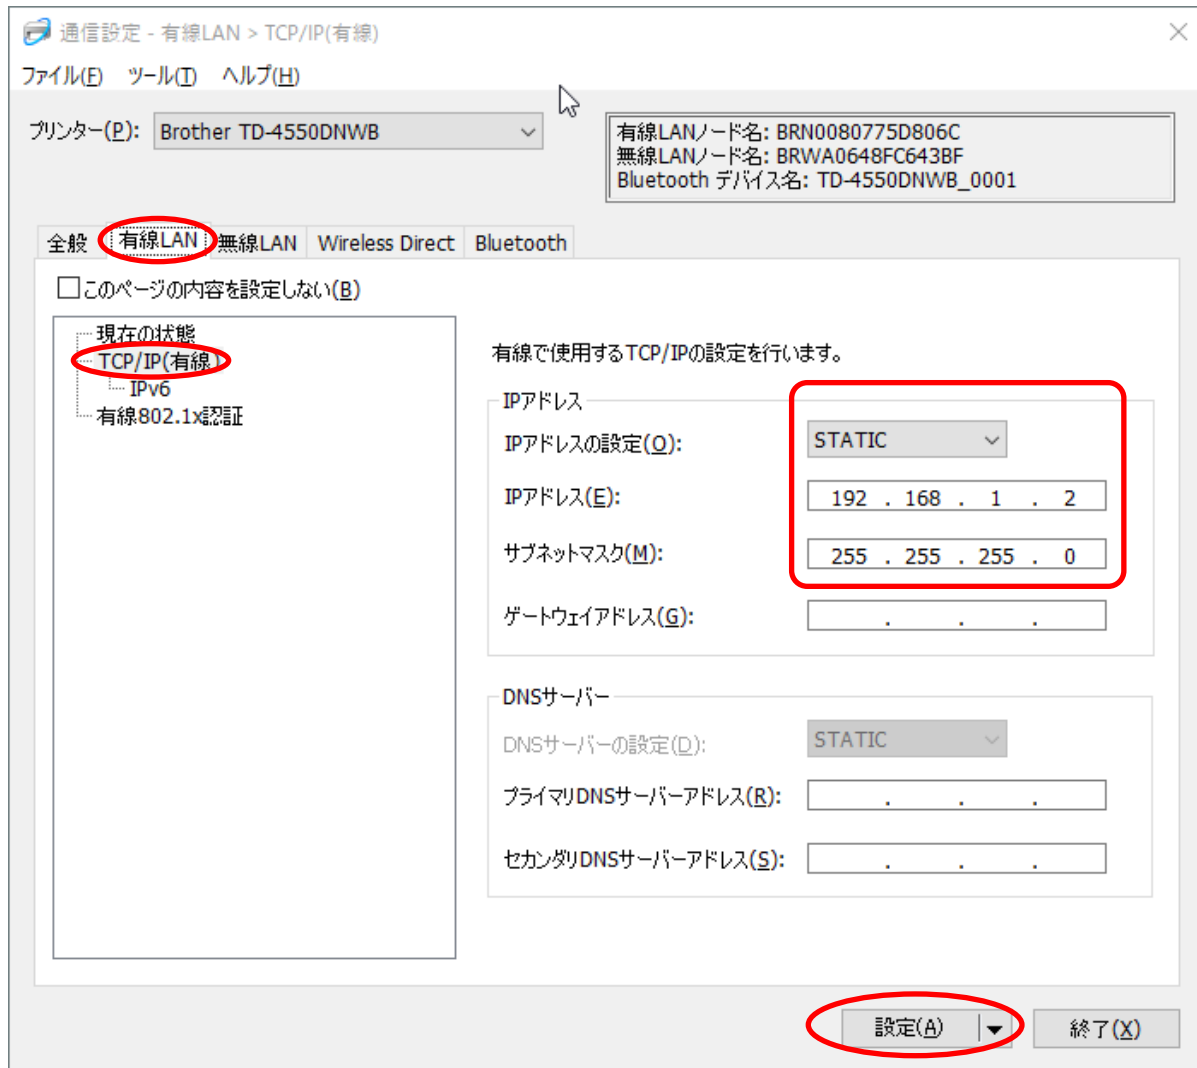 通信設定 - 有線LAN > TCP/IP(有線)
ファイル(F) ツール(T) ヘルプ(H)
プリンター(P): Brother TD-4550DNWB
有線LANノード名: BRN0080775D806C
無線LANノード名: BRWA0648FC643BF
Bluetooth デバイス名: TD-4550DNWB_0001
全般 有線LAN 無線LAN Wireless Direct Bluetooth
このページの内容を設定しない(B)
現在の状態
TCP/IP(有線)
IPv6
有線802.1x認証
有線で使用するTCP/IPの設定を行います。
IPアドレス
IPアドレスの設定(O): STATIC
IPアドレス(E): 192 . 168 . 1 . 2
サブネットマスク(M): 255 . 255 . 255 . 0
ゲートウェイアドレス(G): . . .
DNSサーバー
DNSサーバーの設定(D): STATIC
プライマリDNSサーバーアドレス(R): . . .
セカンダリDNSサーバーアドレス(S): . . .
設定(A) 終了(X)